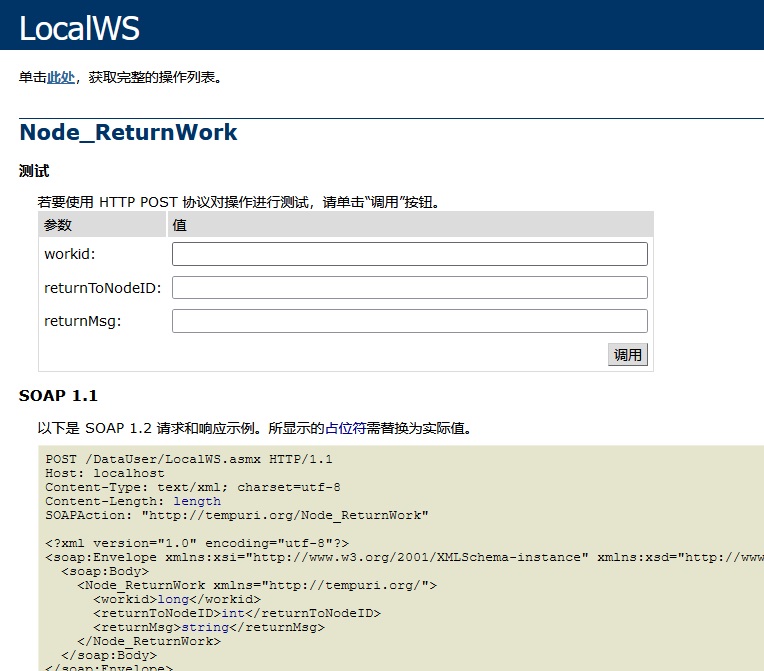 LocalWS
单击此处，获取完整的操作列表。
Node_ReturnWork
测试
若要使用 HTTP POST 协议对操作进行测试，请单击“调用”按钮。
参数 值
workid:
returnToNodeID:
returnMsg:
调用
SOAP 1.1
以下是 SOAP 1.2 请求和响应示例。所显示的占位符需替换为实际值。
POST /DataUser/LocalWS.asmx HTTP/1.1
Host: localhost
Content-Type: text/xml; charset=utf-8
Content-Length: length
SOAPAction: "http://tempuri.org/Node_ReturnWork"
<?xml version="1.0" encoding="utf-8"?>
<soap:Envelope xmlns:xsi="http://www.w3.org/2001/XMLSchema-instance" xmlns:xsd="http://www
<soap:Body>
<Node_ReturnWork xmlns="http://tempuri.org/">
<workid>long</workid>
<returnToNodeID>int</returnToNodeID>
<returnMsg>string</returnMsg>
</Node_ReturnWork>
</soap:Body>
</soap:Envelope>